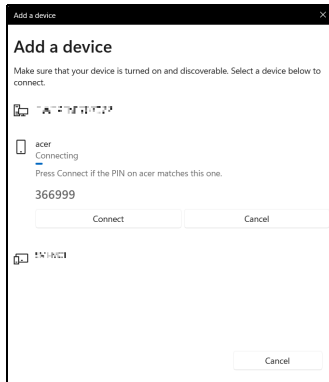 Add a device
Add a device
Make sure that your device is turned on and discoverable. Select a device below to
connect.
acer
Connecting
Press Connect if the PIN on acer matches this one.
366999
Connect Cancel
Cancel